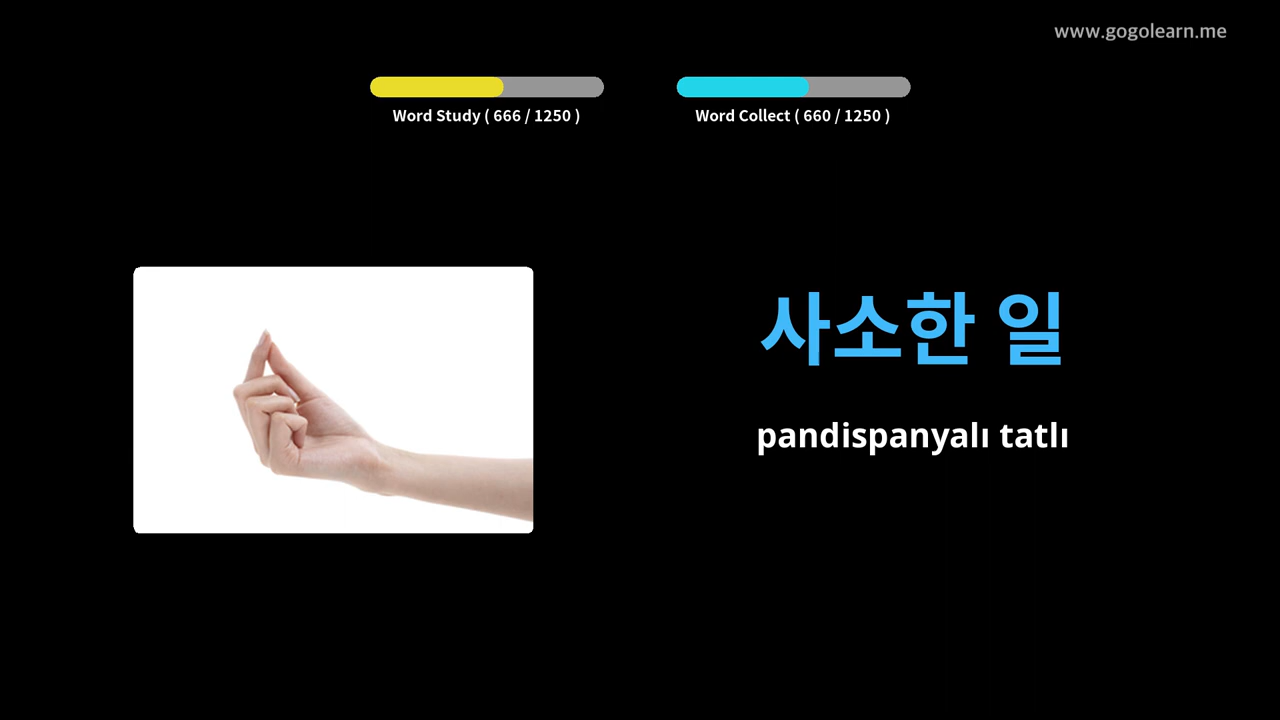 www.gogolearn.me
Word Study ( 666 / 1250 )
Word Collect ( 660 / 1250 )
사소한 일
pandispanyalı tatlı